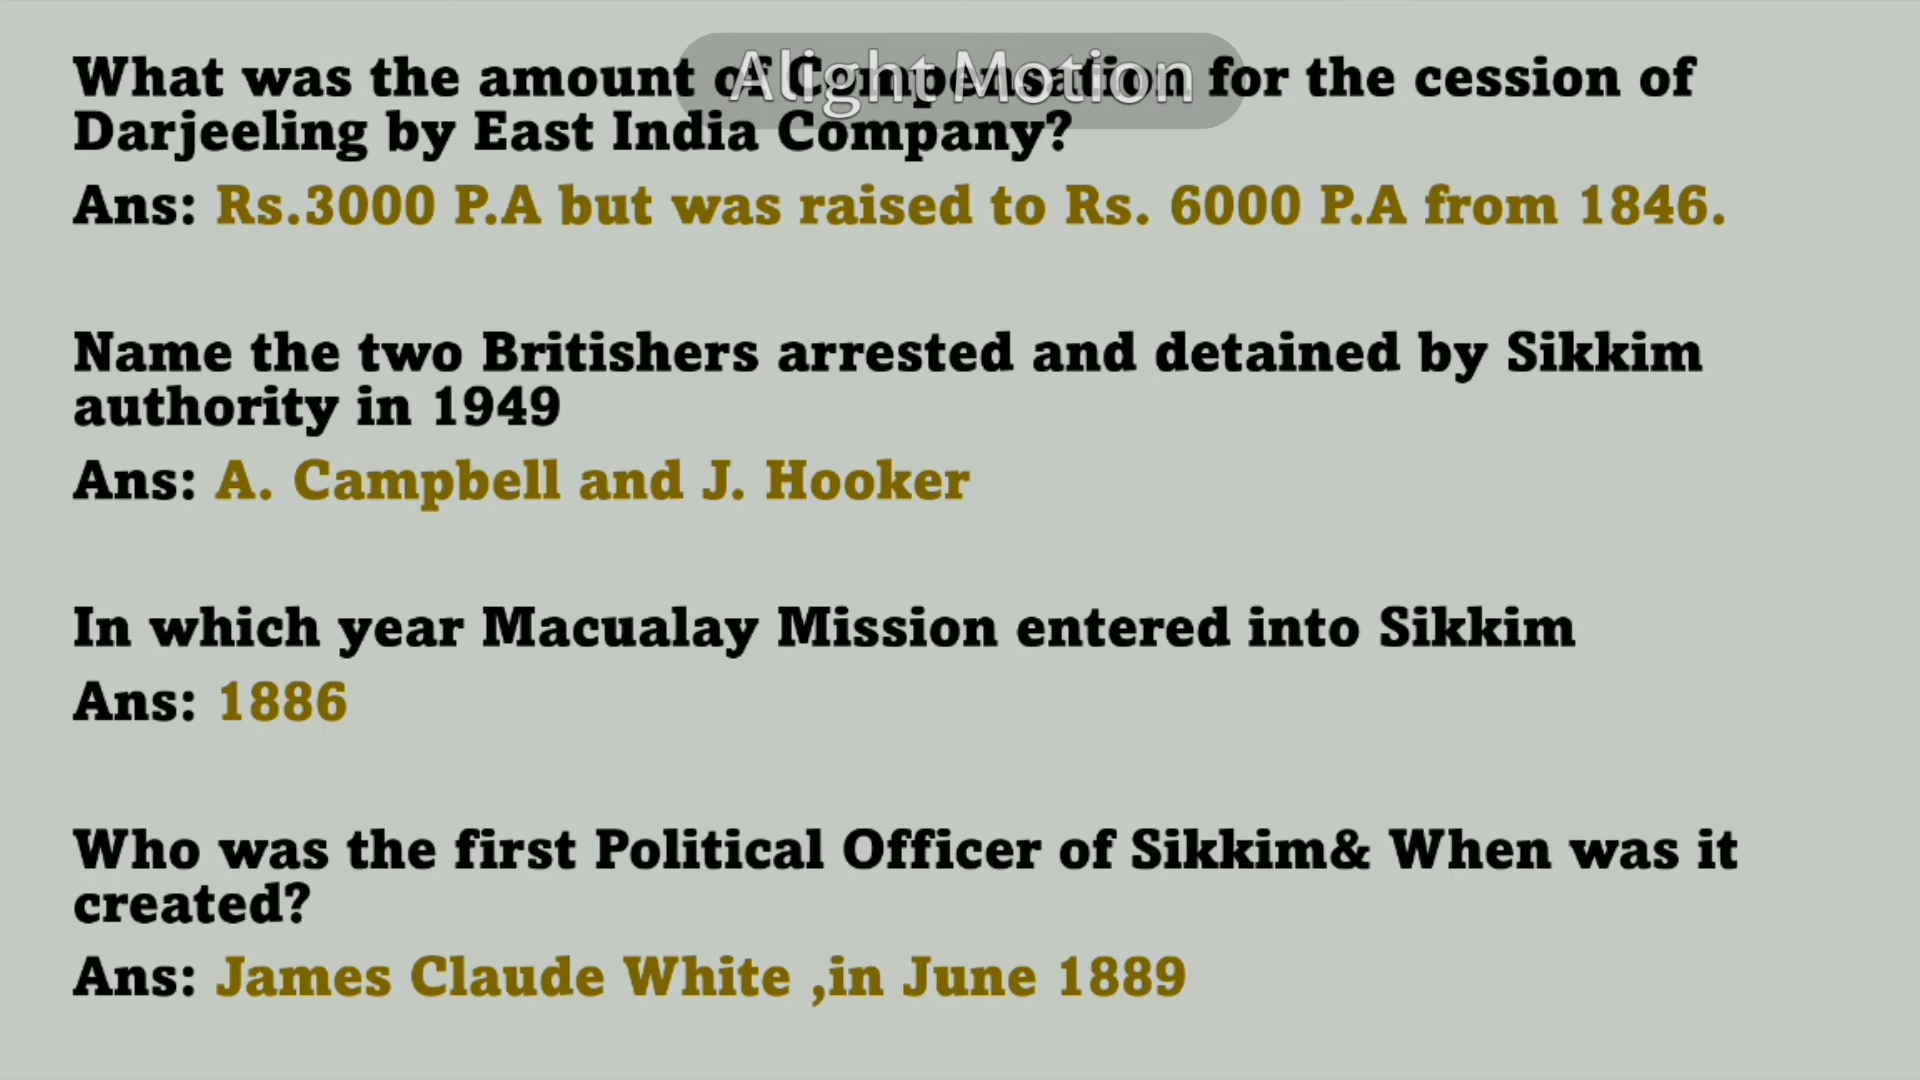 Alight Motion
What was the amount of Compensation for the cession of
Darjeeling by East India Company?
Ans: Rs.3000 P.A but was raised to Rs. 6000 P.A from 1846.
Name the two Britishers arrested and detained by Sikkim
authority in 1949
Ans: A. Campbell and J. Hooker
In which year Macualay Mission entered into Sikkim
Ans: 1886
Who was the first Political Officer of Sikkim& When was it
created?
Ans: James Claude White ,in June 1889